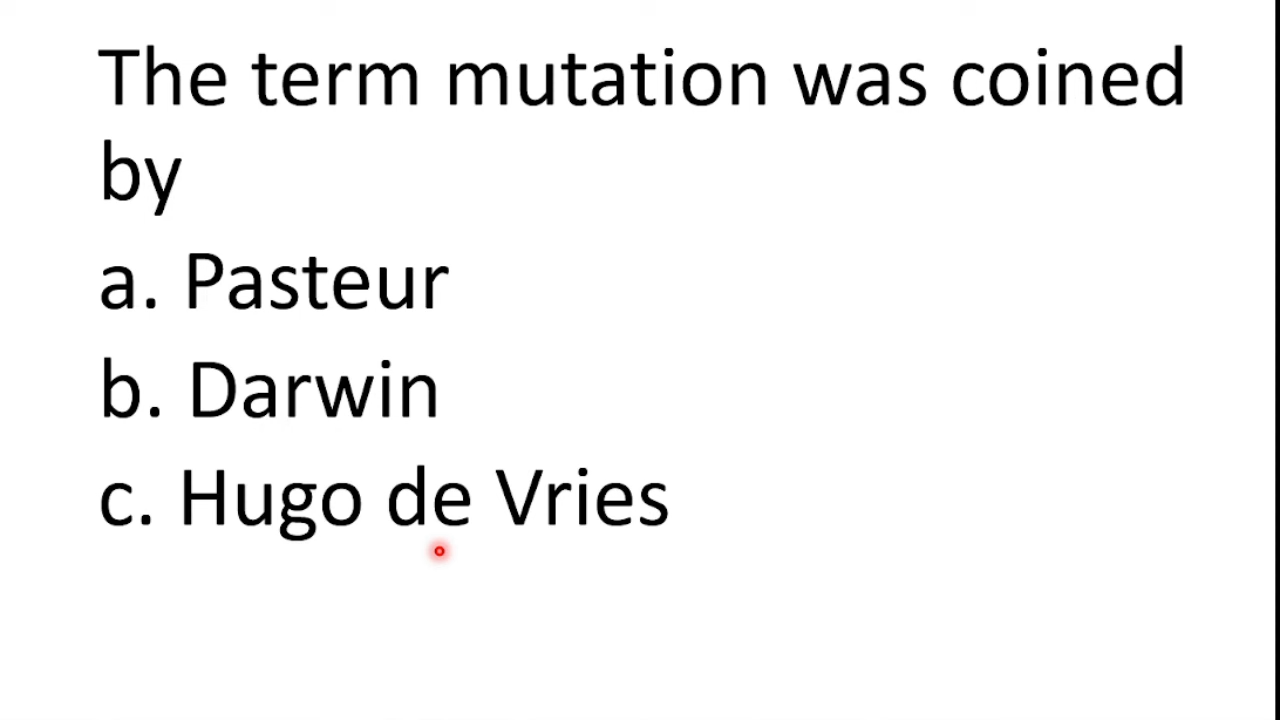 The term mutation was coined
by
a. Pasteur
b. Darwin
c. Hugo de Vries